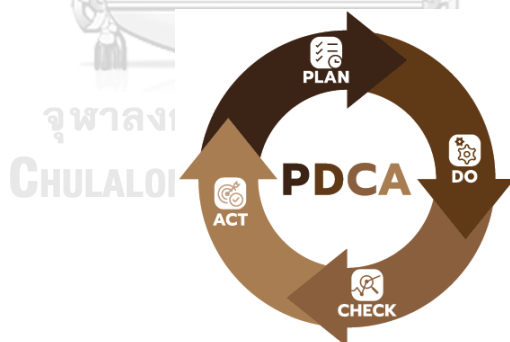 PLAN
จุฬาลง
CHULALO
PDCA
DO
ACT
CHECK